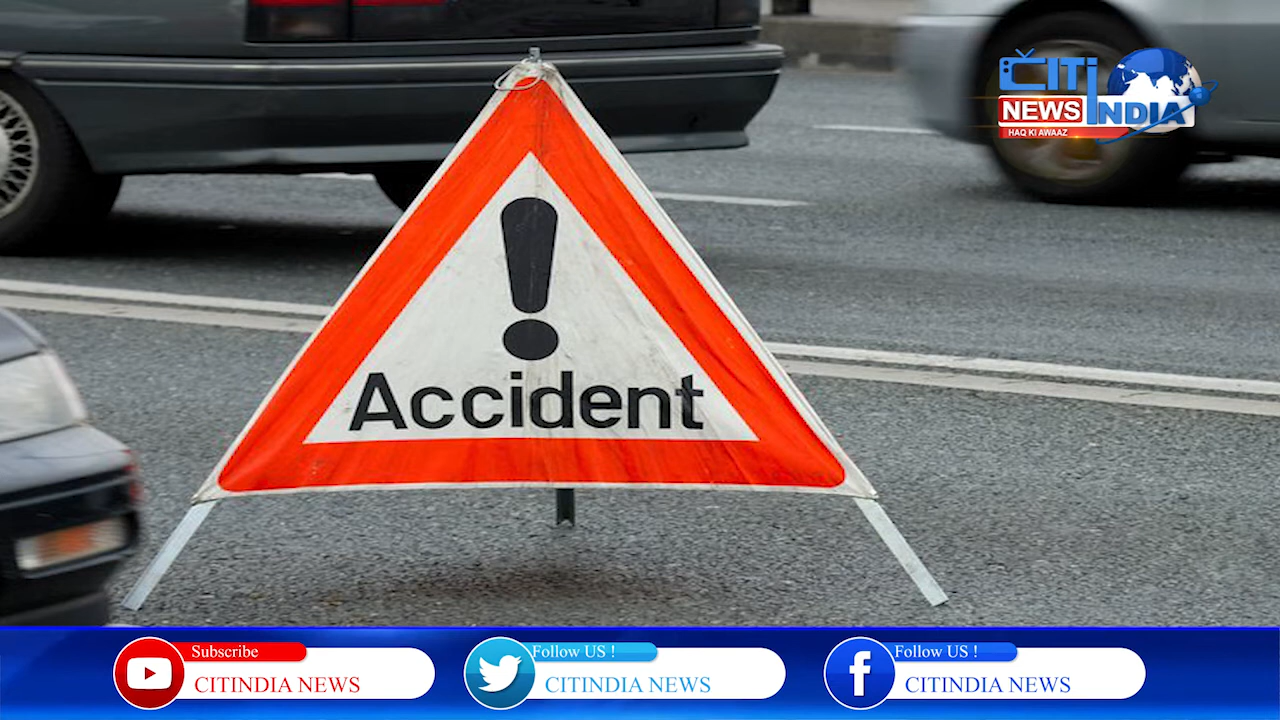 CITI
NEWS INDIA
HAQ KI AWAAZ
!
Accident
Subscribe
CITINDIA NEWS
Follow US !
CITINDIA NEWS
Follow US !
CITINDIA NEWS